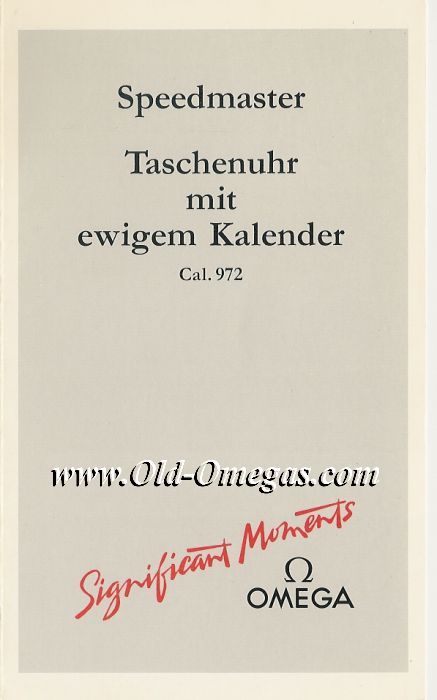 Speedmaster
Taschenuhr
mit
ewigem Kalender
Cal. 972
www.Old-Omegas.com
Significant Moments
Ω
OMEGA